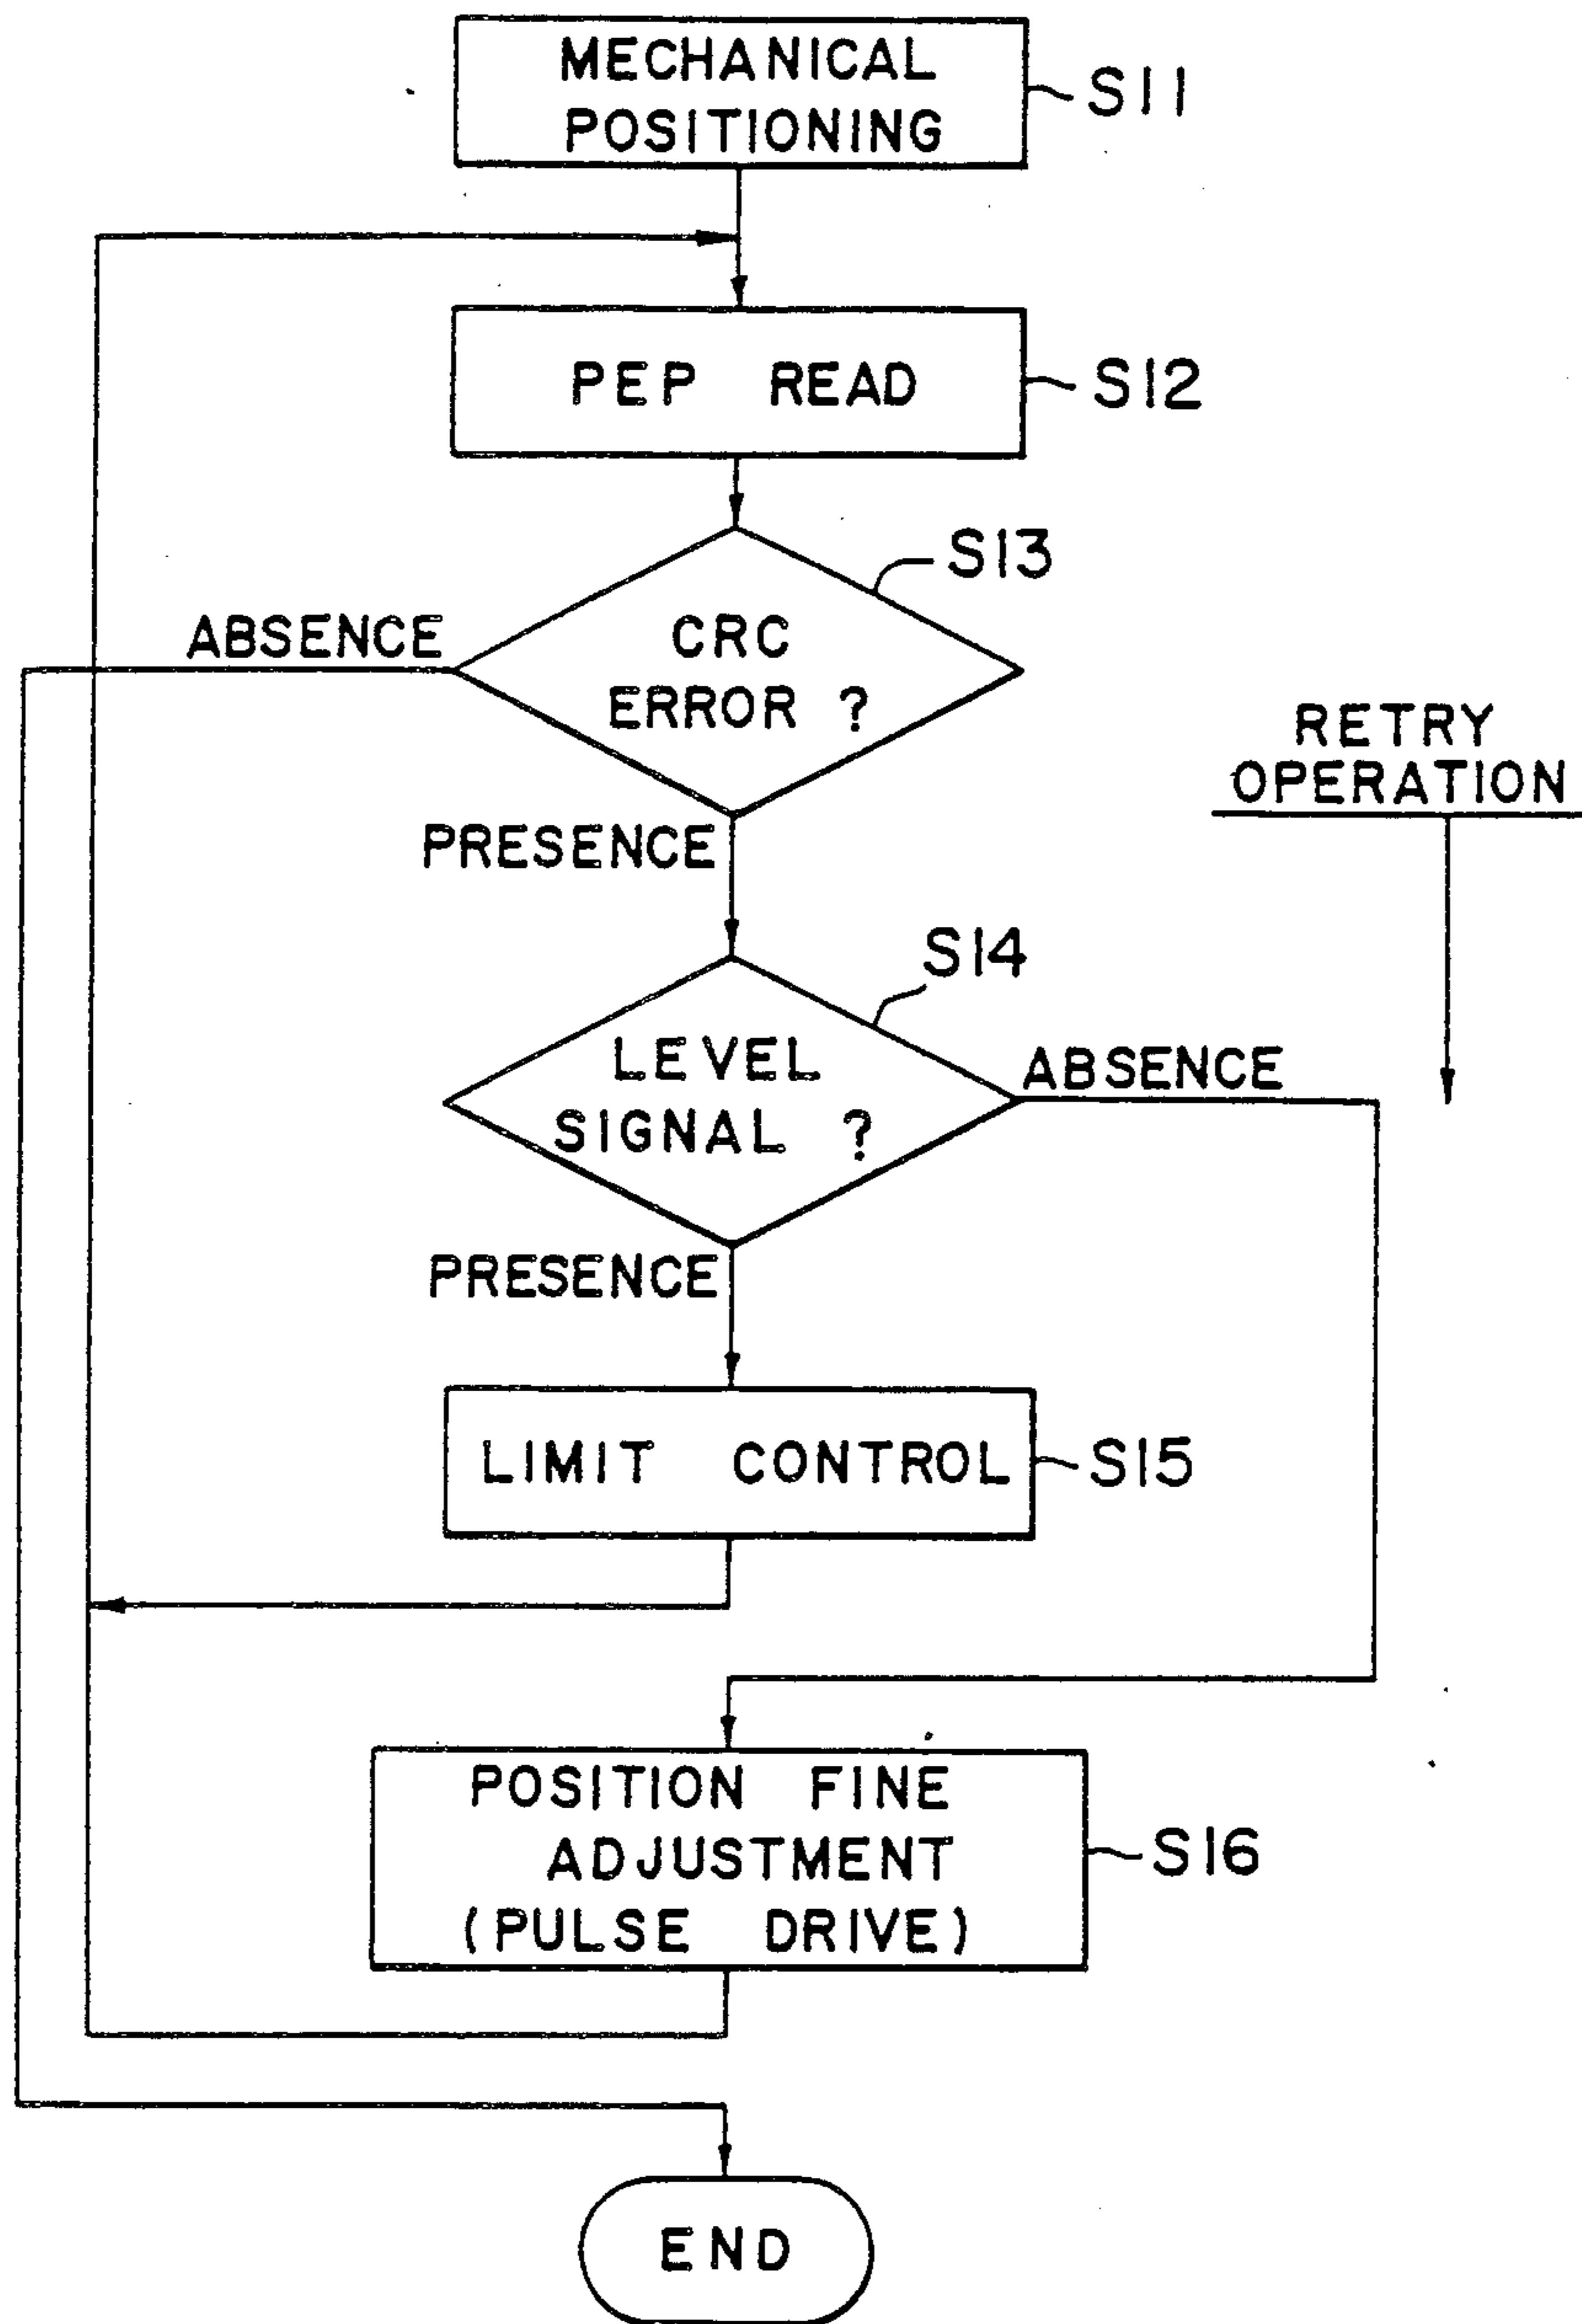 MECHANICAL
POSITIONING
S11
PEP READ
S12
S13
ABSENCE
CRC
ERROR ?
RETRY
OPERATION
PRESENCE
S14
LEVEL
SIGNAL ?
ABSENCE
PRESENCE
LIMIT CONTROL
S15
POSITION FINE
ADJUSTMENT
(PULSE DRIVE)
S16
END